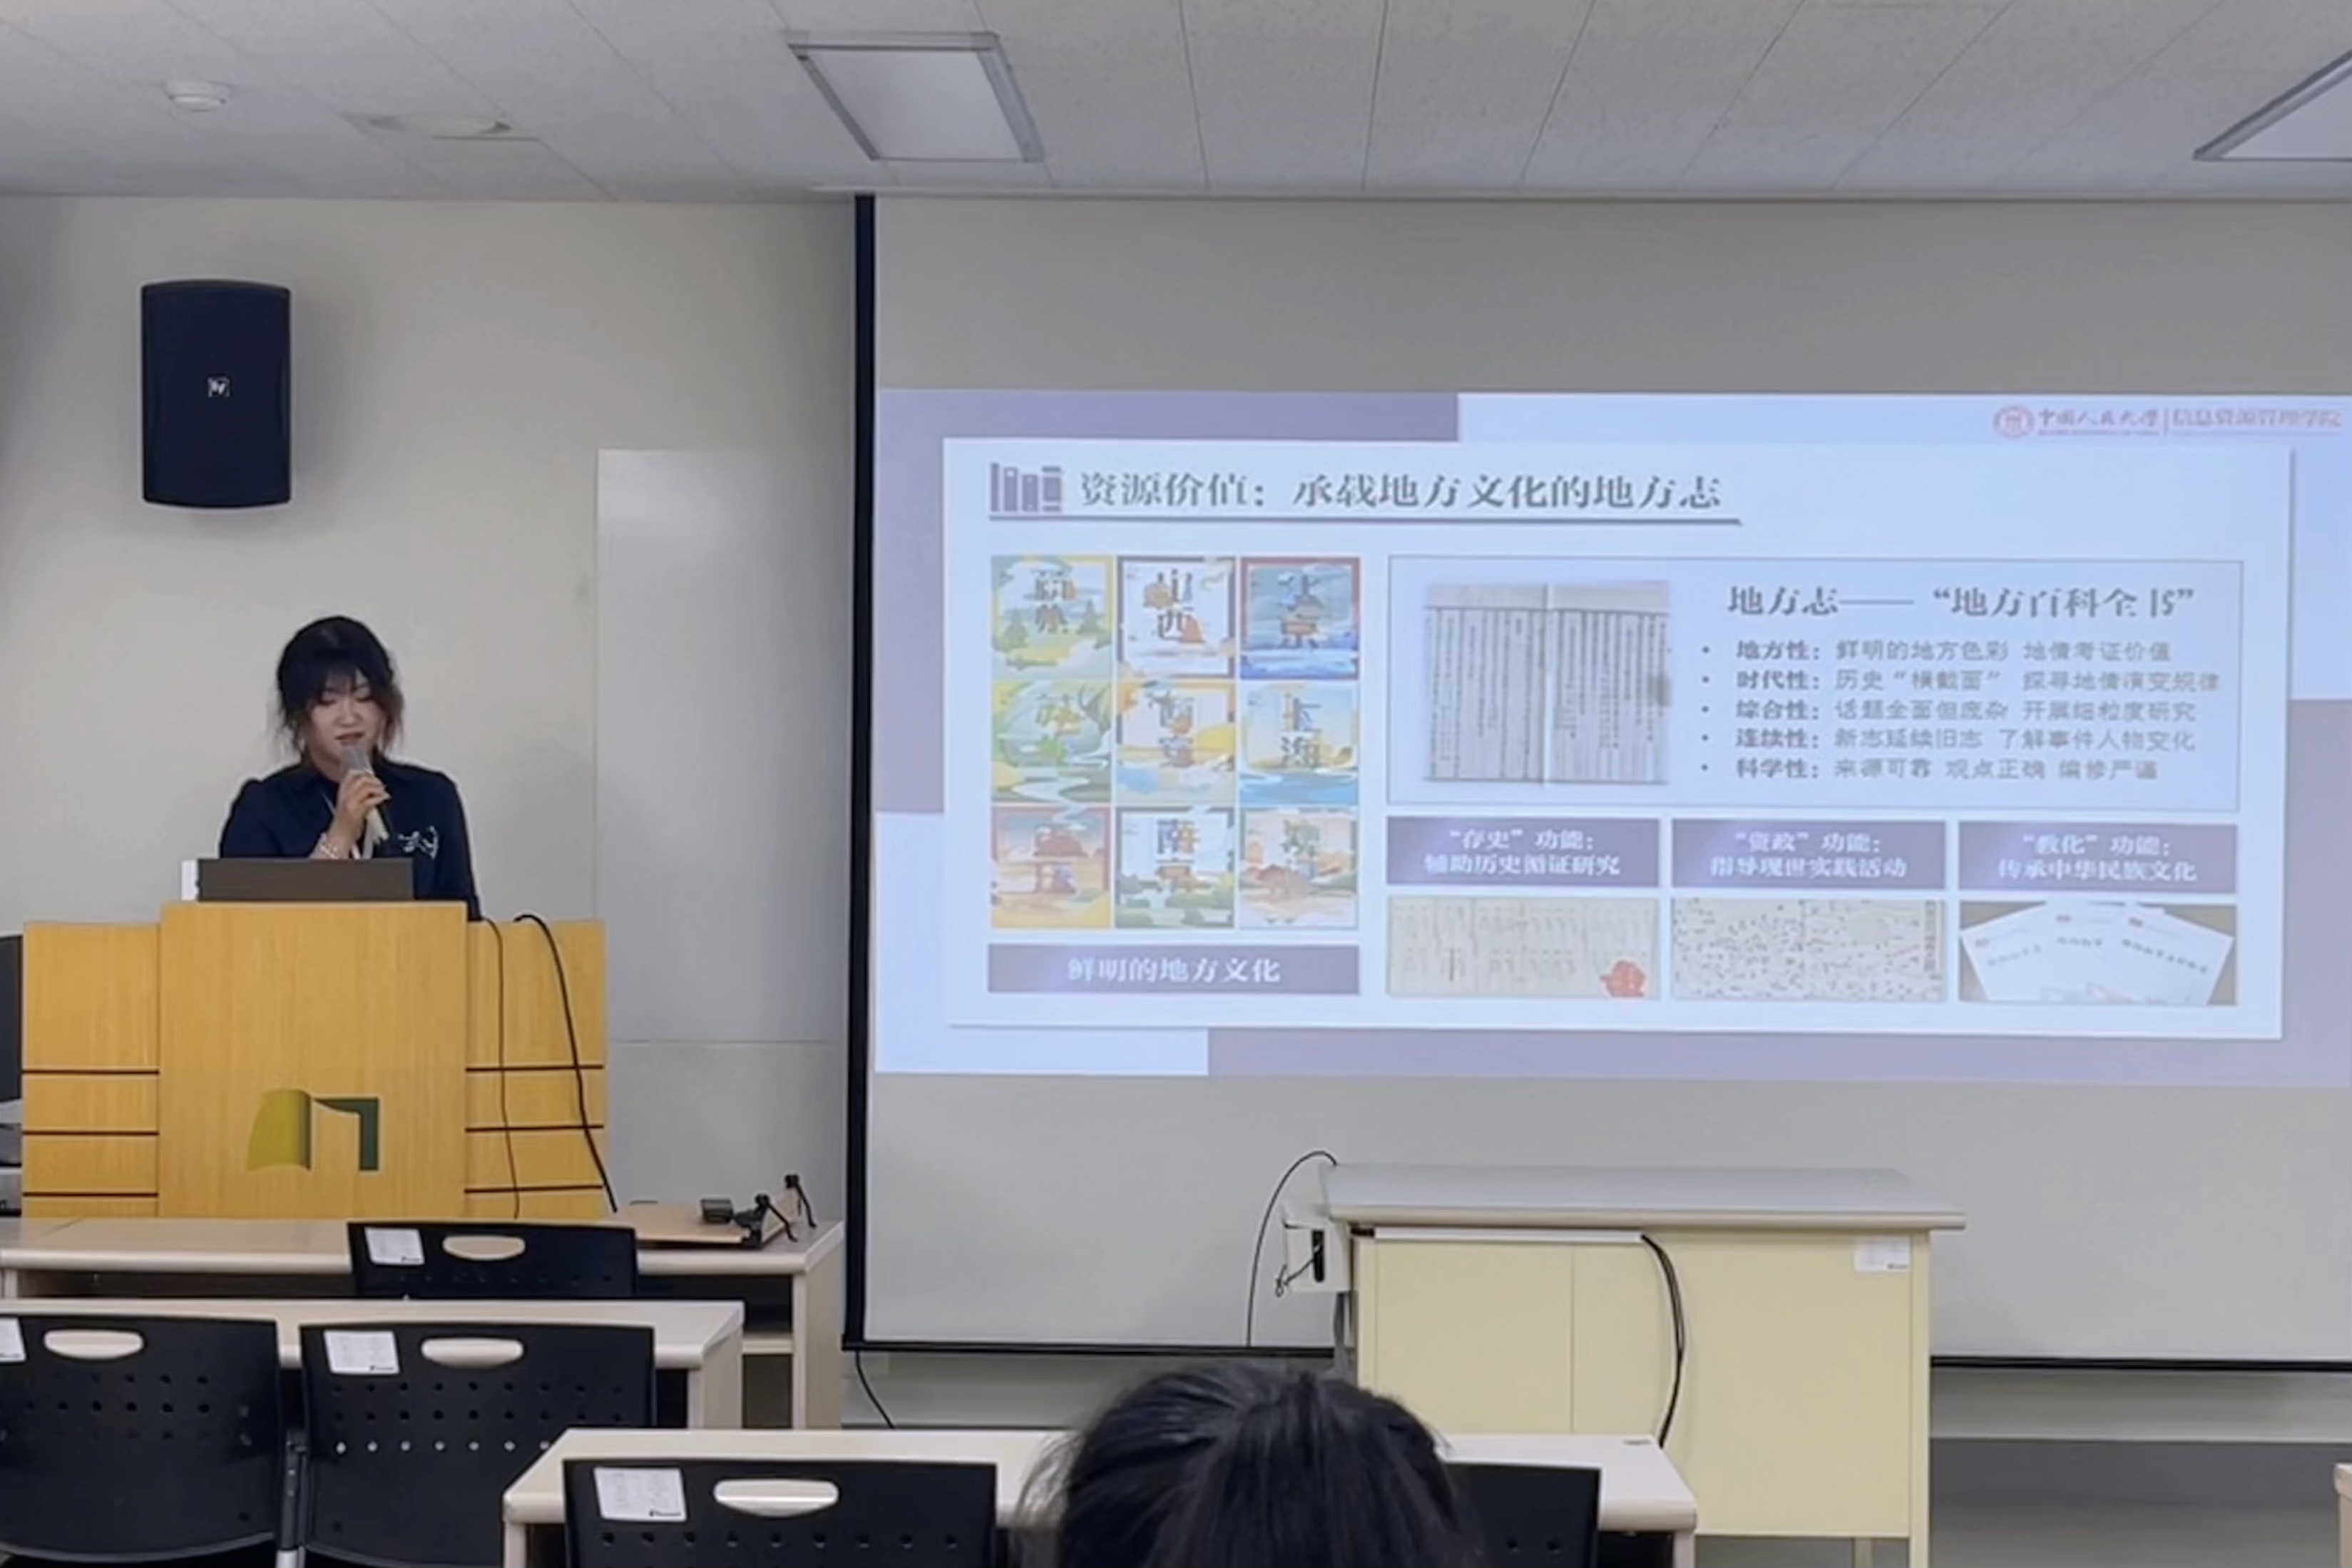 中国人民大学 信息资源管理学院
资源价值：承载地方文化的地方志
山西
上海
鲜明的地方文化
地方志——“地方百科全书”
• 地方性：鲜明的地方色彩 地情考证价值
• 时代性：历史“横截面” 探寻地情演变规律
• 综合性：话题全面但庞杂 开展细粒度研究
• 连续性：新志延续旧志 了解事件人物变化
• 科学性：来源可靠 观点正确 编修严谨
“存史”功能：
辅助历史循证研究
“资政”功能：
指导现世实践活动
“教化”功能：
传承中华民族文化